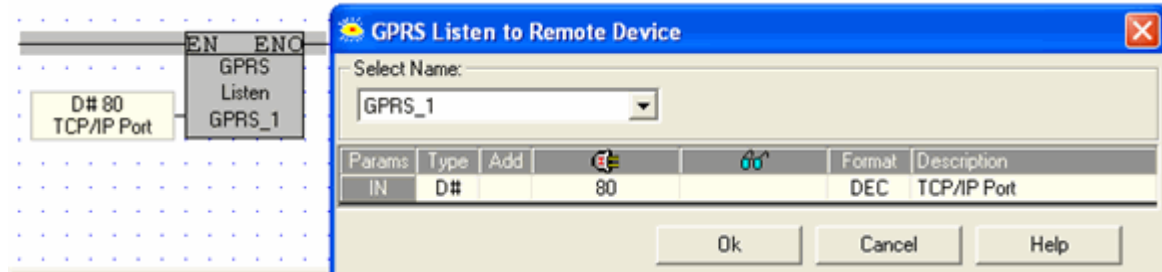 EN ENO
GPRS
Listen
GPRS_1
D# 80
TCP/IP Port
GPRS Listen to Remote Device
Select Name:
GPRS_1
Params Type Add Format Description
IN D# 80 DEC TCP/IP Port
Ok Cancel Help